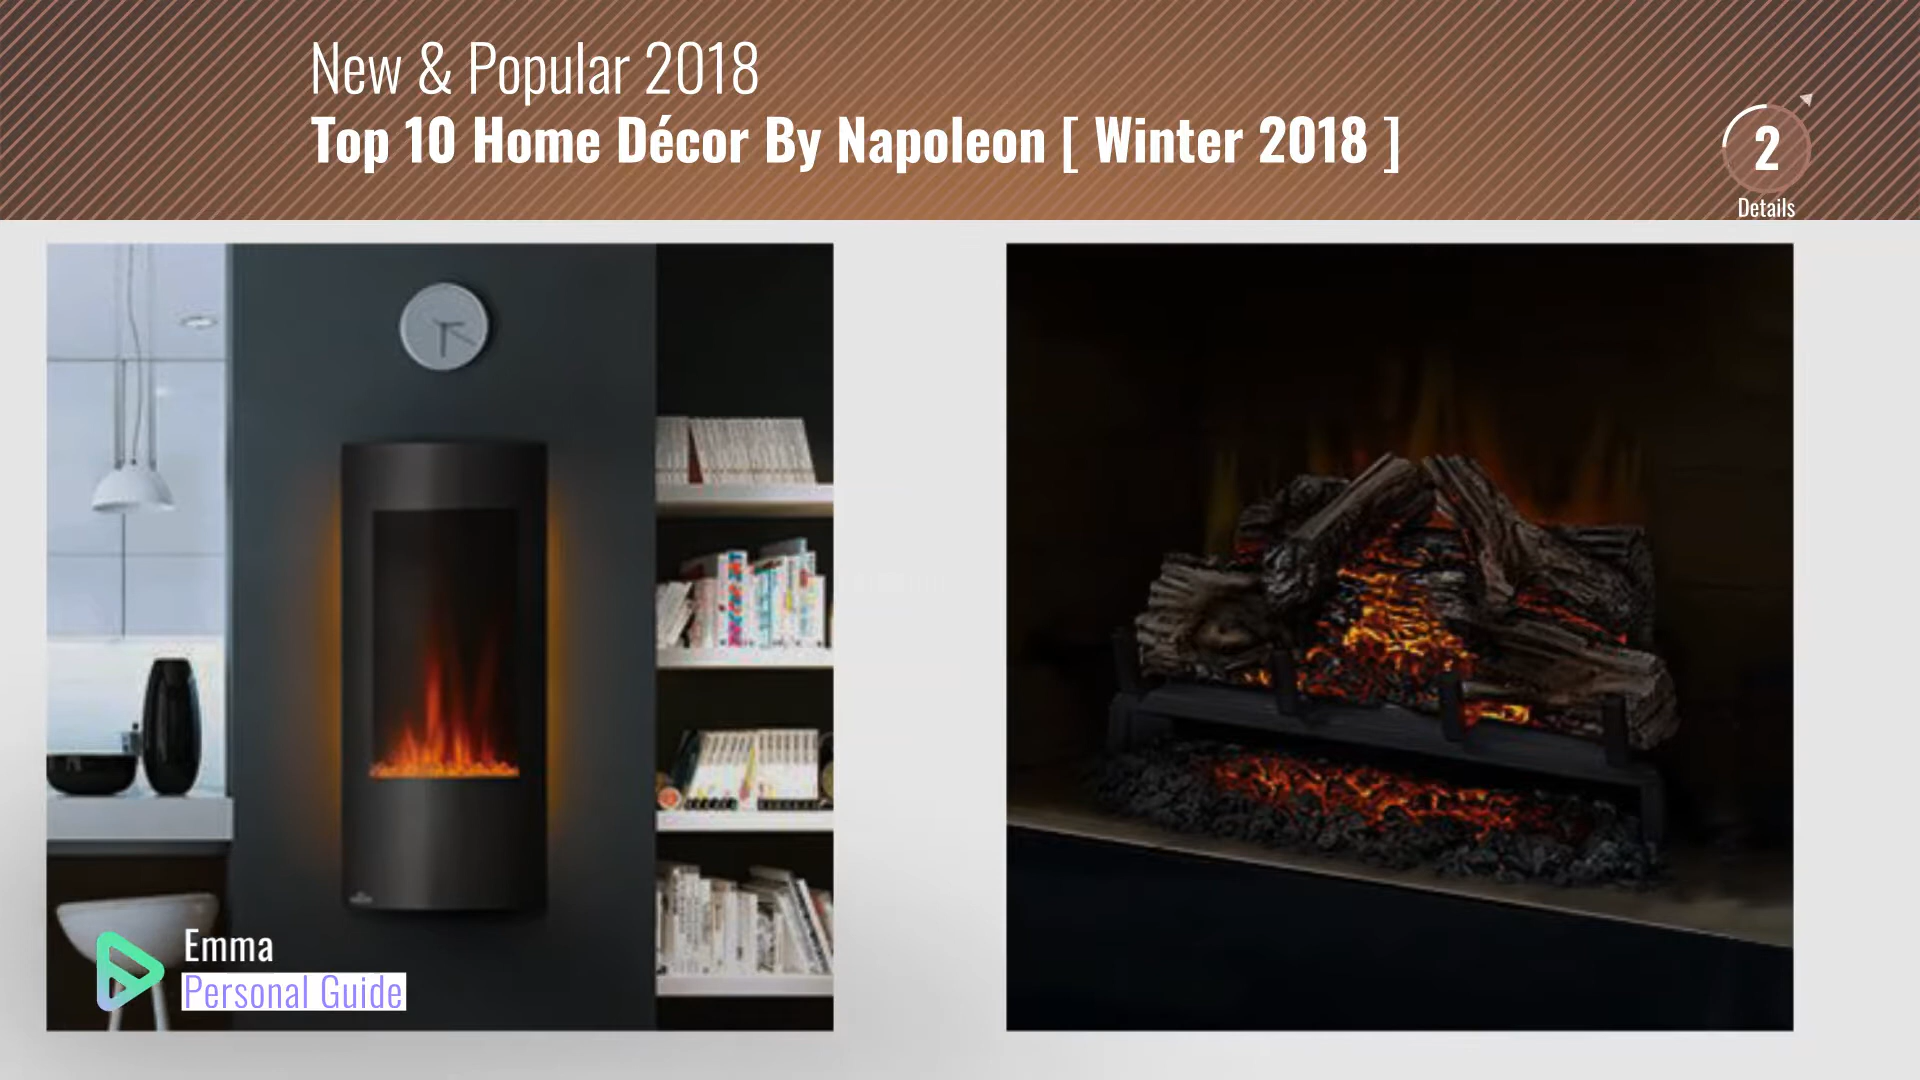 New & Popular 2018
Top 10 Home Décor By Napoleon [ Winter 2018 ]
2
Details
Emma
Personal Guide